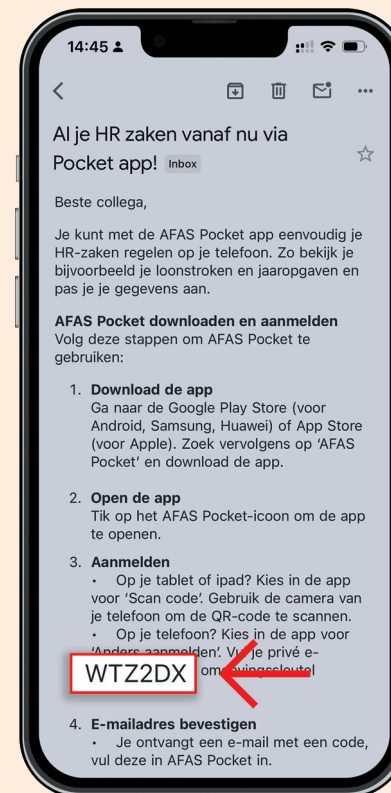 14:45
Al je HR zaken vanaf nu via
Pocket app! Inbox
Beste collega,
Je kunt met de AFAS Pocket app eenvoudig je
HR-zaken regelen op je telefoon. Zo bekijk je
bijvoorbeeld je loonstroken en jaaropgaven en
pas je je gegevens aan.
AFAS Pocket downloaden en aanmelden
Volg deze stappen om AFAS Pocket te
gebruiken:
1. Download de app
Ga naar de Google Play Store (voor
Android, Samsung, Huawei) of App Store
(voor Apple). Zoek vervolgens op ‘AFAS
Pocket’ en download de app.
2. Open de app
Tik op het AFAS Pocket-icoon om de app
te openen.
3. Aanmelden
• Op je tablet of ipad? Kies in de app
voor ‘Scan code’. Gebruik de camera van
je telefoon om de QR-code te scannen.
• Op je telefoon? Kies in de app voor
‘Anders aanmelden’. Vul je privé e-
WTZ2DX omgevingssleutel
4. E-mailadres bevestigen
• Je ontvangt een e-mail met een code,
vul deze in AFAS Pocket in.